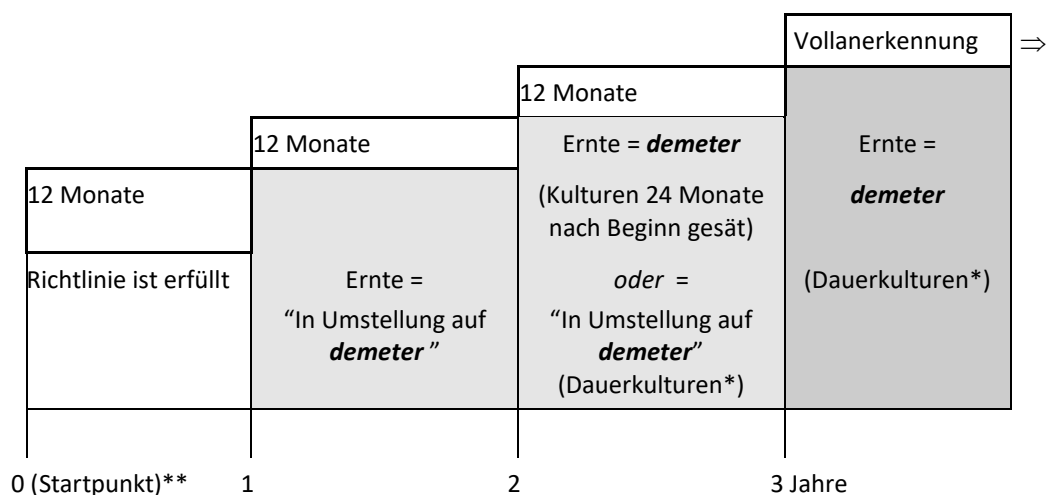 Vollanerkennung ⇒
12 Monate
12 Monate
12 Monate
Richtlinie ist erfüllt
Ernte =
“In Umstellung auf
demeter ”
Ernte = demeter
(Kulturen 24 Monate
nach Beginn gesät)
oder =
“In Umstellung auf
demeter”
(Dauerkulturen*)
Ernte =
demeter
(Dauerkulturen*)
0 (Startpunkt)** 1 2 3 Jahre